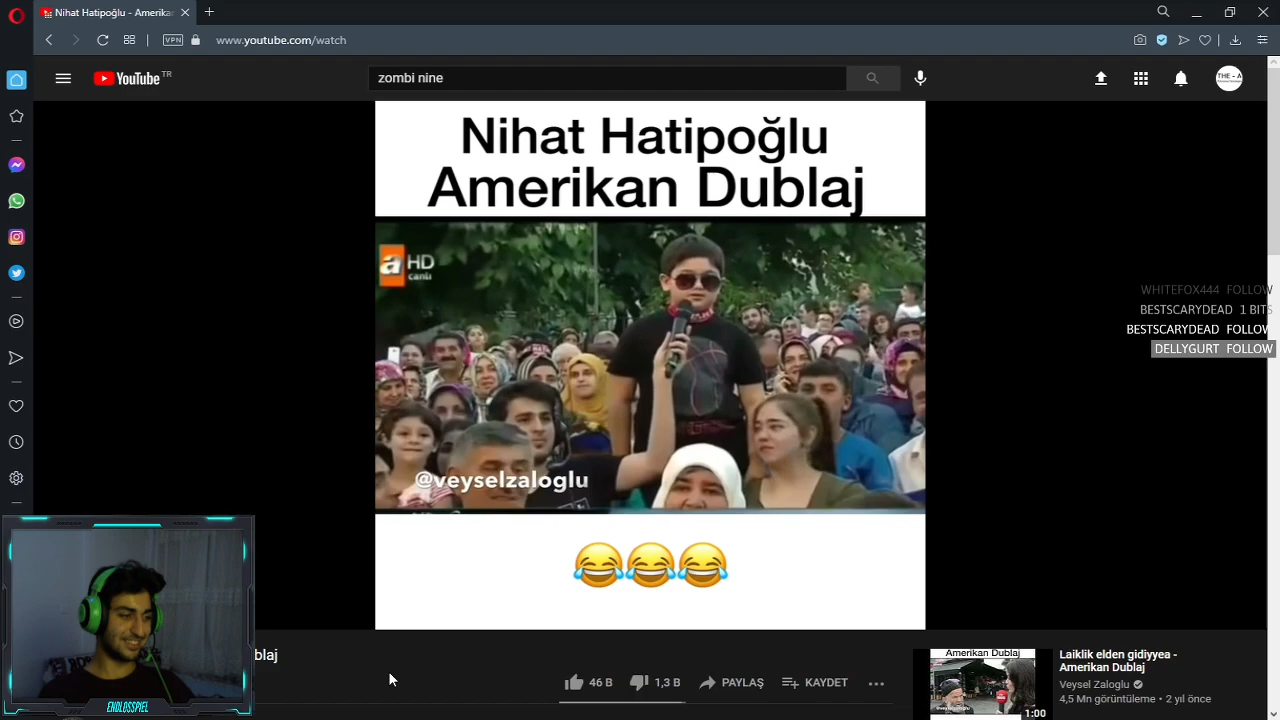 Nihat Hatipoğlu - Amerikan
VPN
www.youtube.com/watch
YouTube TR
zombi nine
THE - A
Nihat Hatipoğlu
Amerikan Dublaj
a HD
canlı
WHITEFOX444 FOLLOW
BESTSCARYDEAD 1 BITS
BESTSCARYDEAD FOLLOW
DELLYGURT FOLLOW
@veyselzaloglu
😂😂😂
ENDLOSSPIEL
blaj
46 B
1,3 B
PAYLAŞ
KAYDET
Amerikan Dublaj
1:00
Laiklik elden gidiyyea -
Amerikan Dublaj
Veysel Zaloglu
4,5 Mn görüntüleme • 2 yıl önce